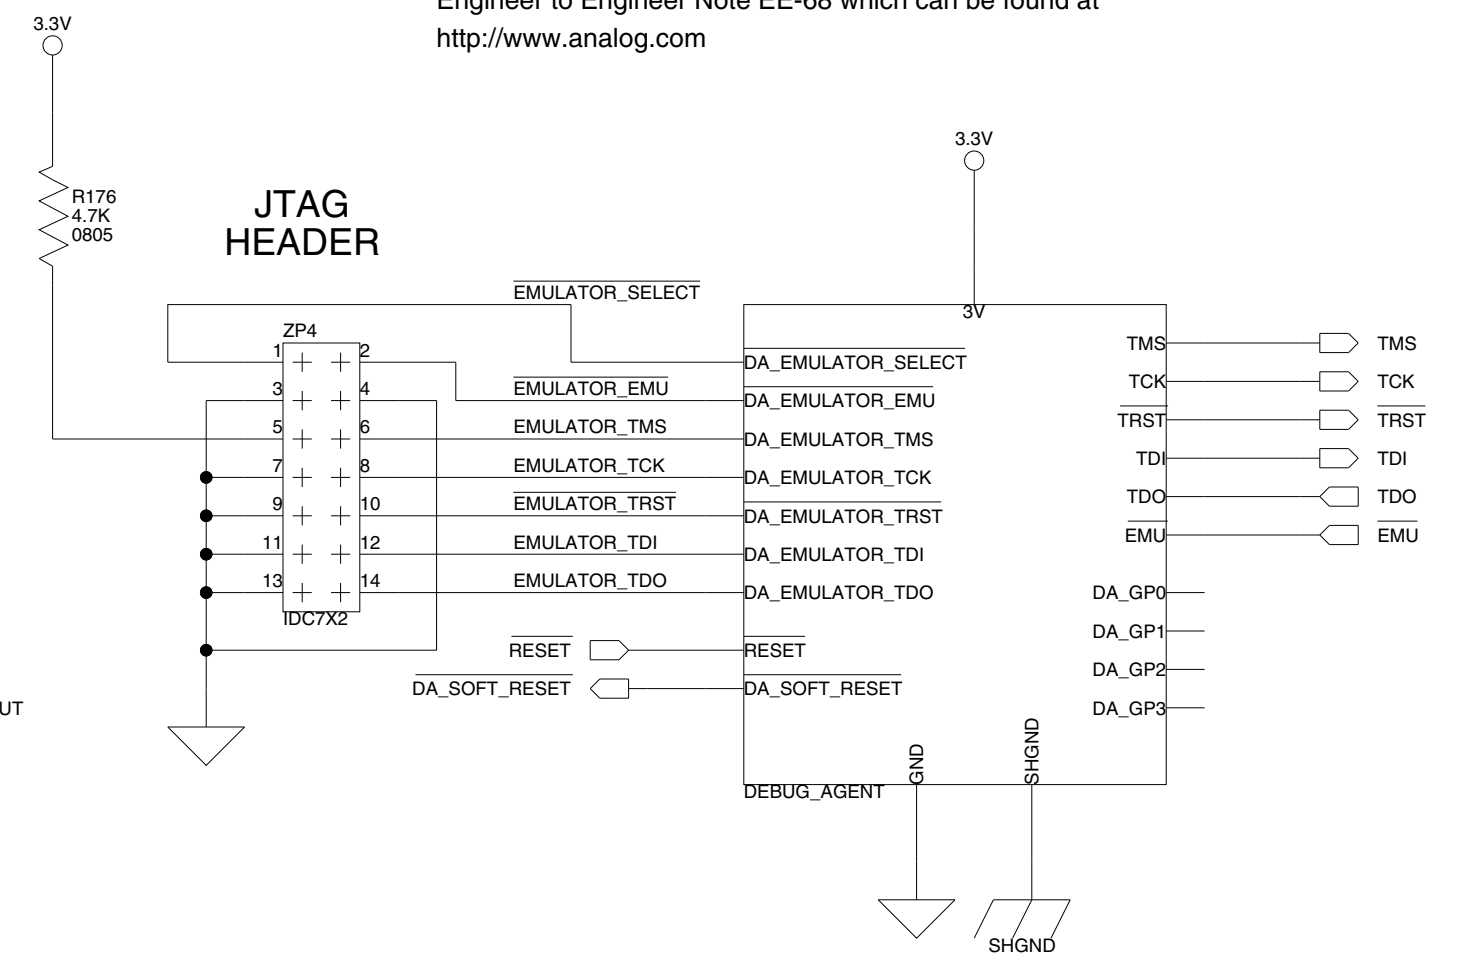 Engineer to Engineer Note EE-68 which can be found at
http://www.analog.com
3.3V
R176
4.7K
0805
JTAG
HEADER
3.3V
3V
EMULATOR_SELECT
ZP4
1
2
3
4
5
6
7
8
9
10
11
12
13
14
IDC7X2
EMULATOR_EMU
EMULATOR_TMS
EMULATOR_TCK
EMULATOR_TRST
EMULATOR_TDI
EMULATOR_TDO
RESET
DA_SOFT_RESET
DA_EMULATOR_SELECT
DA_EMULATOR_EMU
DA_EMULATOR_TMS
DA_EMULATOR_TCK
DA_EMULATOR_TRST
DA_EMULATOR_TDI
DA_EMULATOR_TDO
RESET
DA_SOFT_RESET
TMS
TMS
TCK
TCK
TRST
TRST
TDI
TDI
TDO
TDO
EMU
EMU
DA_GP0
DA_GP1
DA_GP2
DA_GP3
UT
GND
SHGND
DEBUG_AGENT
SHGND